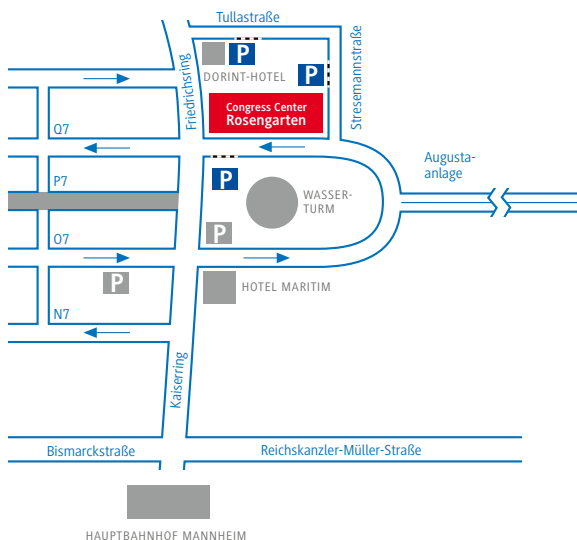 Tullastraße
P
DORINT-HOTEL
P
Friedrichsring
Stresemannstraße
Congress Center
Rosengarten
Q7
Augusta-
anlage
P7
P
WASSER-
TURM
O7
P
P
HOTEL MARITIM
N7
Kaiserring
Bismarckstraße
Reichskanzler-Müller-Straße
HAUPTBAHNHOF MANNHEIM